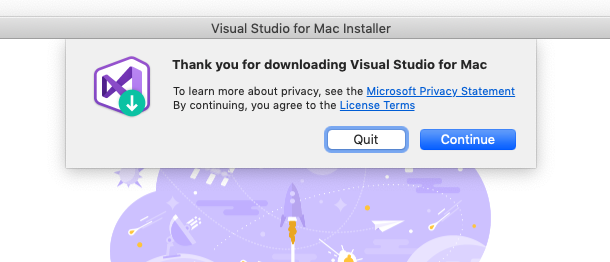 Visual Studio for Mac Installer
Thank you for downloading Visual Studio for Mac
To learn more about privacy, see the Microsoft Privacy Statement
By continuing, you agree to the License Terms
Quit Continue